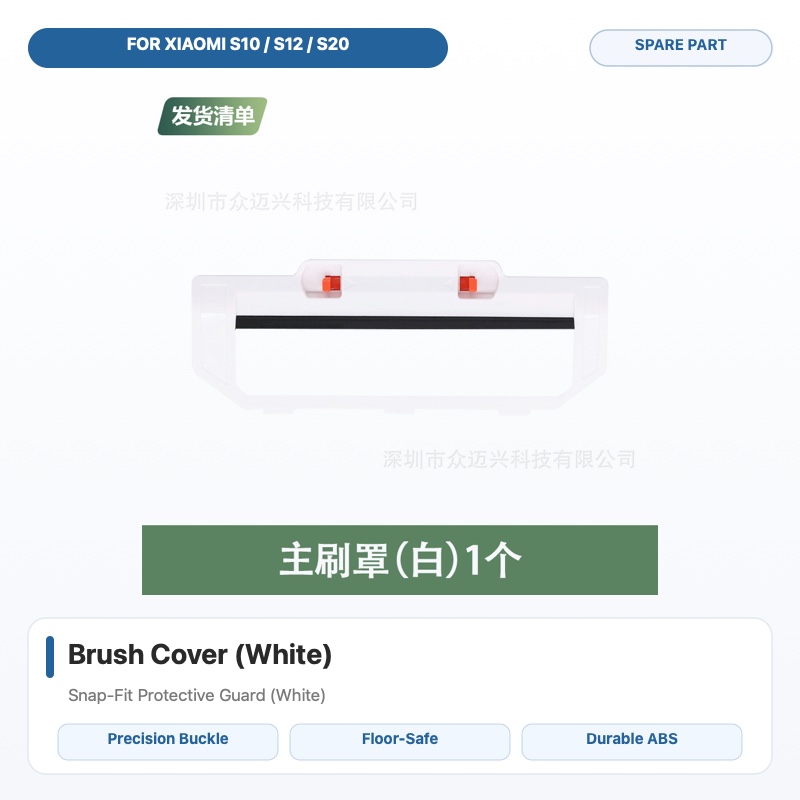 FOR XIAOMI S10 / S12 / S20
SPARE PART
发货清单
深圳市众迈兴科技有限公司
深圳市众迈兴科技有限公司
主刷罩(白)1个
Brush Cover (White)
Snap-Fit Protective Guard (White)
Precision Buckle
Floor-Safe
Durable ABS